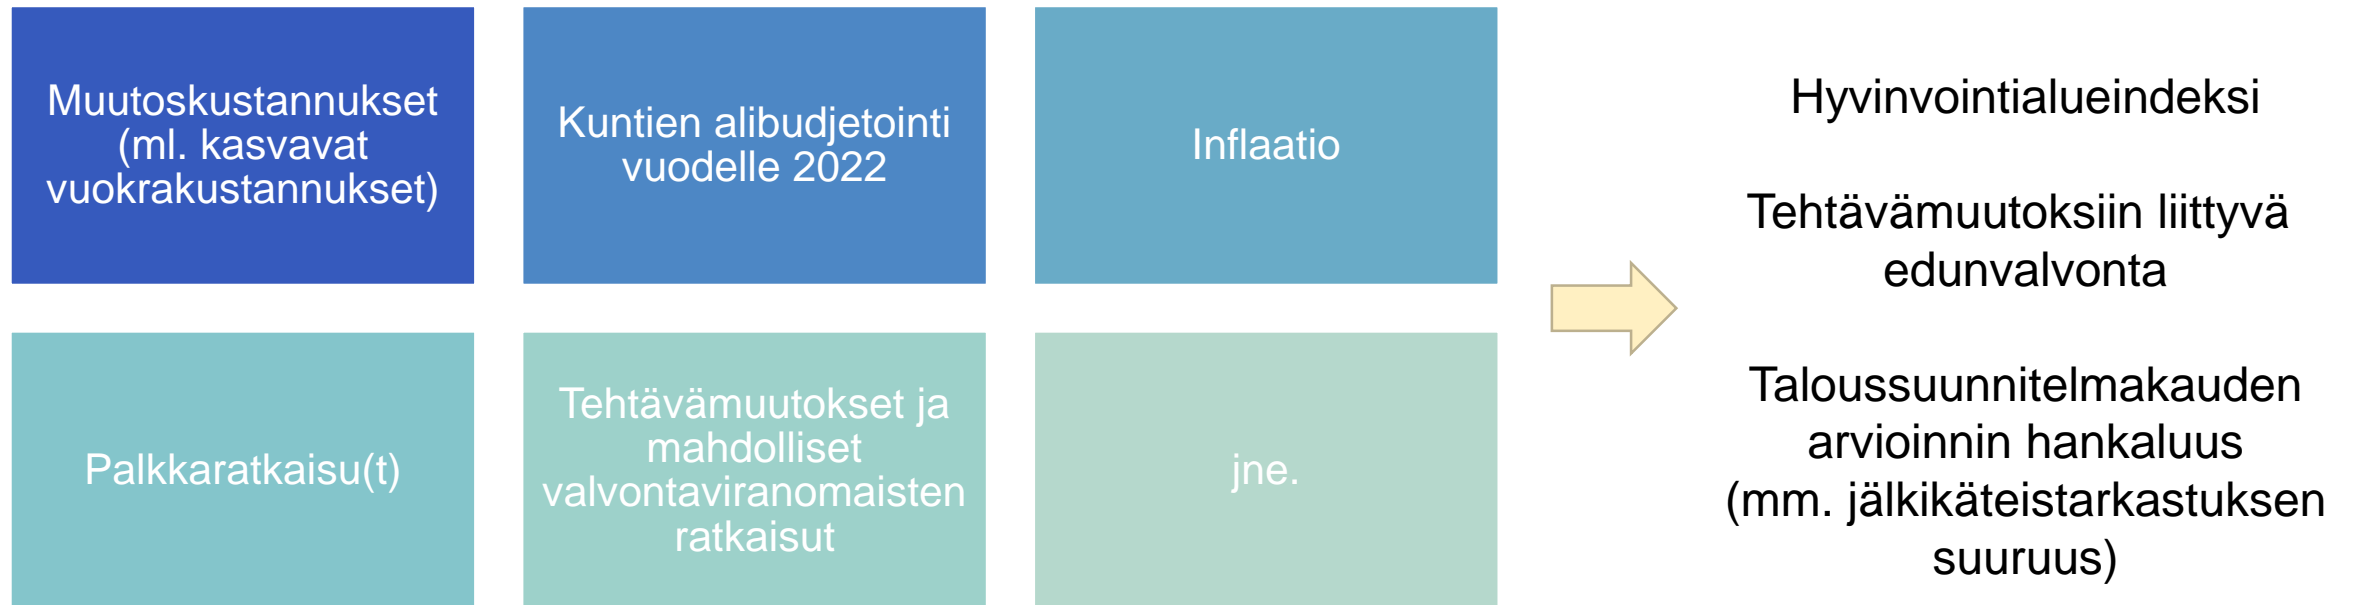 Muutoskustannukset
(ml. kasvavat
vuokrakustannukset)
Kuntien alibudjetointi
vuodelle 2022
Inflaatio
Palkkaratkaisu(t)
Tehtävämuutokset ja
mahdolliset
valvontaviranomaisten
ratkaisut
jne.
Hyvinvointialueindeksi
Tehtävämuutoksiin liittyvä
edunvalvonta
Taloussuunnitelmakauden
arvioinnin hankaluus
(mm. jälkikäteistarkastuksen
suuruus)